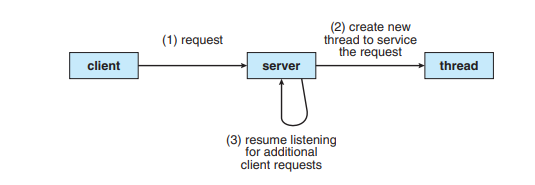 (1) request
(2) create new
thread to service
the request
client
server
thread
(3) resume listening
for additional
client requests